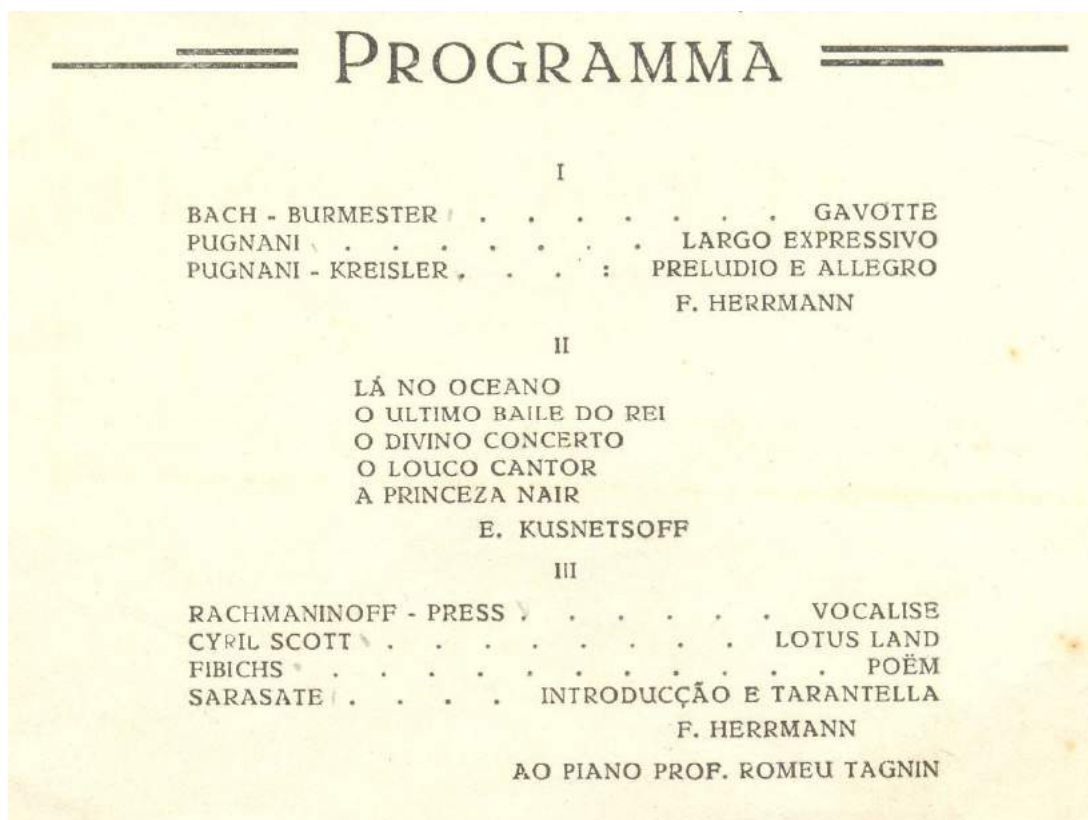 PROGRAMMA
I
BACH - BURMESTER . . . . . . . GAVOTTE
PUGNANI . . . . . . . LARGO EXPRESSIVO
PUGNANI - KREISLER . . . : PRELUDIO E ALLEGRO
F. HERRMANN
II
LÁ NO OCEANO
O ULTIMO BAILE DO REI
O DIVINO CONCERTO
O LOUCO CANTOR
A PRINCEZA NAIR
E. KUSNETSOFF
III
RACHMANINOFF - PRESS . . . . . . VOCALISE
CYRIL SCOTT . . . . . . . . LOTUS LAND
FIBICHS . . . . . . . . . . POËM
SARASATE . . . . INTRODUCÇÃO E TARANTELLA
F. HERRMANN
AO PIANO PROF. ROMEU TAGNIN